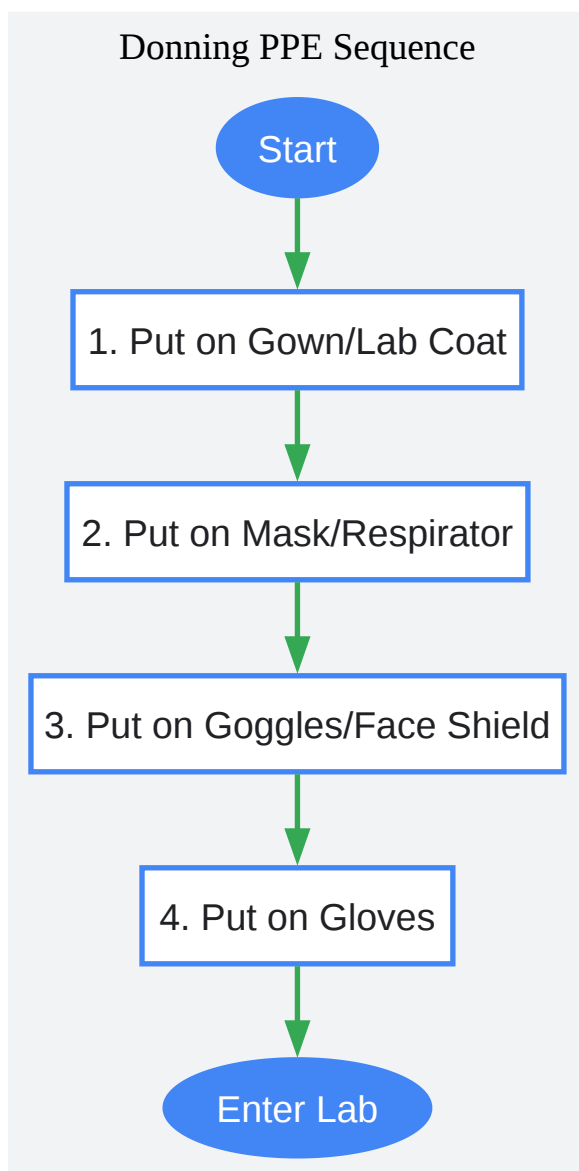 Donning PPE Sequence
Start
1. Put on Gown/Lab Coat
2. Put on Mask/Respirator
3. Put on Goggles/Face Shield
4. Put on Gloves
Enter Lab